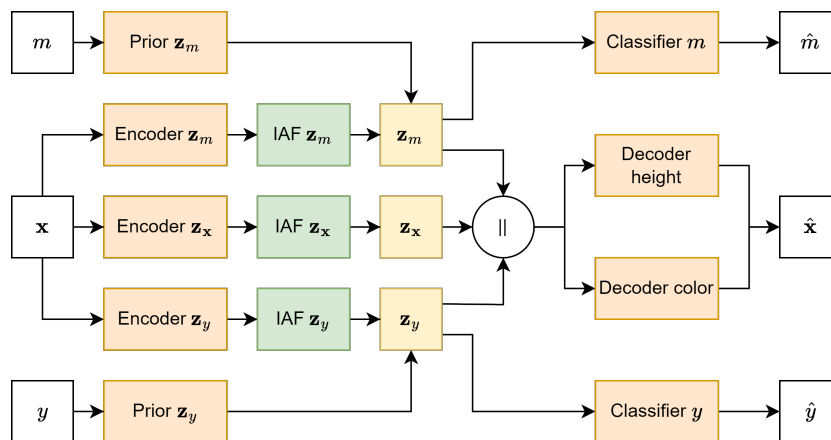 m
Prior z_m
Classifier m
m̂
Encoder z_m
IAF z_m
z_m
Decoder
height
x
Encoder z_x
IAF z_x
z_x
||
x̂
Encoder z_y
IAF z_y
z_y
Decoder color
y
Prior z_y
Classifier y
ŷ